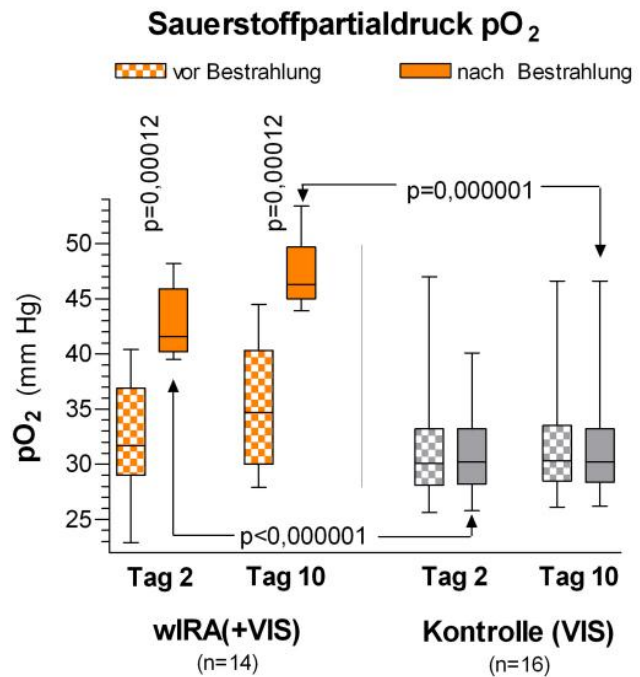 Sauerstoffpartialdruck pO2
vor Bestrahlung nach Bestrahlung
p=0,00012
p=0,00012
p=0,000001
50
45
40
35
30
25
pO2 (mm Hg)
p<0,000001
Tag 2 Tag 10 Tag 2 Tag 10
wIRA(+VIS) Kontrolle (VIS)
(n=14) (n=16)